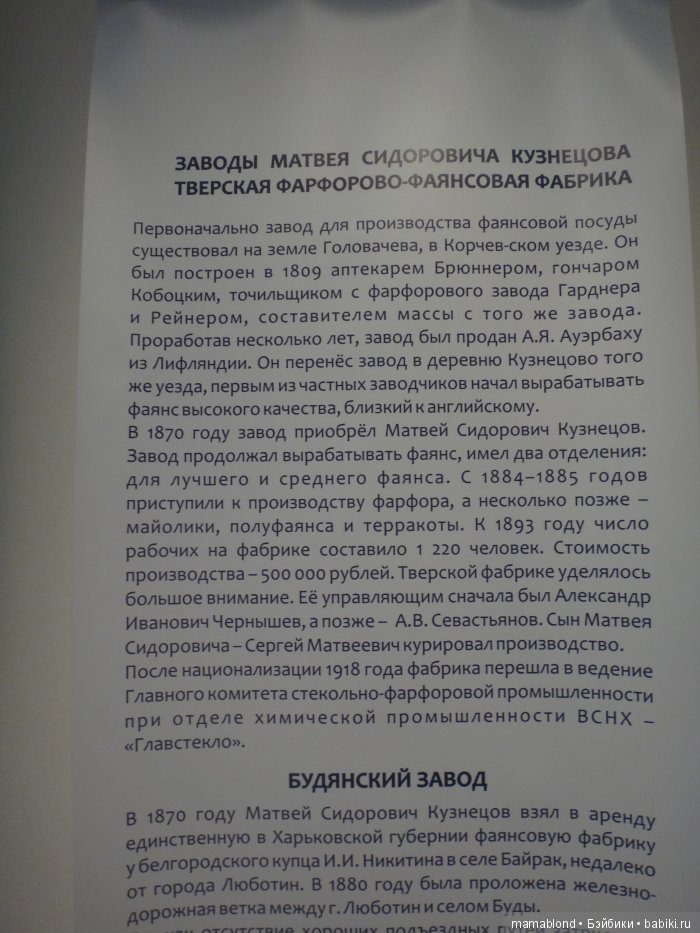 ЗАВОДЫ МАТВЕЯ СИДОРОВИЧА КУЗНЕЦОВА
ТВЕРСКАЯ ФАРФОРОВО-ФАЯНСОВАЯ ФАБРИКА
Первоначально завод для производства фаянсовой посуды
существовал на земле Головачева, в Корчев-ском уезде. Он
был построен в 1809 аптекарем Брюннером, гончаром
Кобоцким, точильщиком с фарфорового завода Гарднера
и Рейнером, составителем массы с того же завода.
Проработав несколько лет, завод был продан А.Я. Ауэрбаху
из Лифляндии. Он перенёс завод в деревню Кузнецово того
же уезда, первым из частных заводчиков начал вырабатывать
фаянс высокого качества, близкий к английскому.
В 1870 году завод приобрёл Матвей Сидорович Кузнецов.
Завод продолжал вырабатывать фаянс, имел два отделения:
для лучшего и среднего фаянса. С 1884–1885 годов
приступили к производству фарфора, а несколько позже –
майолики, полуфаянса и терракоты. К 1893 году число
рабочих на фабрике составило 1 220 человек. Стоимость
производства – 500 000 рублей. Тверской фабрике уделялось
большое внимание. Её управляющим сначала был Александр
Иванович Чернышев, а позже – А.В. Севастьянов. Сын Матвея
Сидоровича – Сергей Матвеевич курировал производство.
После национализации 1918 года фабрика перешла в ведение
Главного комитета стекольно-фарфоровой промышленности
при отделе химической промышленности ВСНХ –
«Главстекло».
БУДЯНСКИЙ ЗАВОД
В 1870 году Матвей Сидорович Кузнецов взял в аренду
единственную в Харьковской губернии фаянсовую фабрику
у белгородского купца И.И. Никитина в селе Байрак, недалеко
от города Люботин. В 1880 году была проложена железно-
дорожная ветка между г. Люботин и селом Буды.
отсутствие хороших подъездных путей
mamablond • Бэйбики • babiki.ru